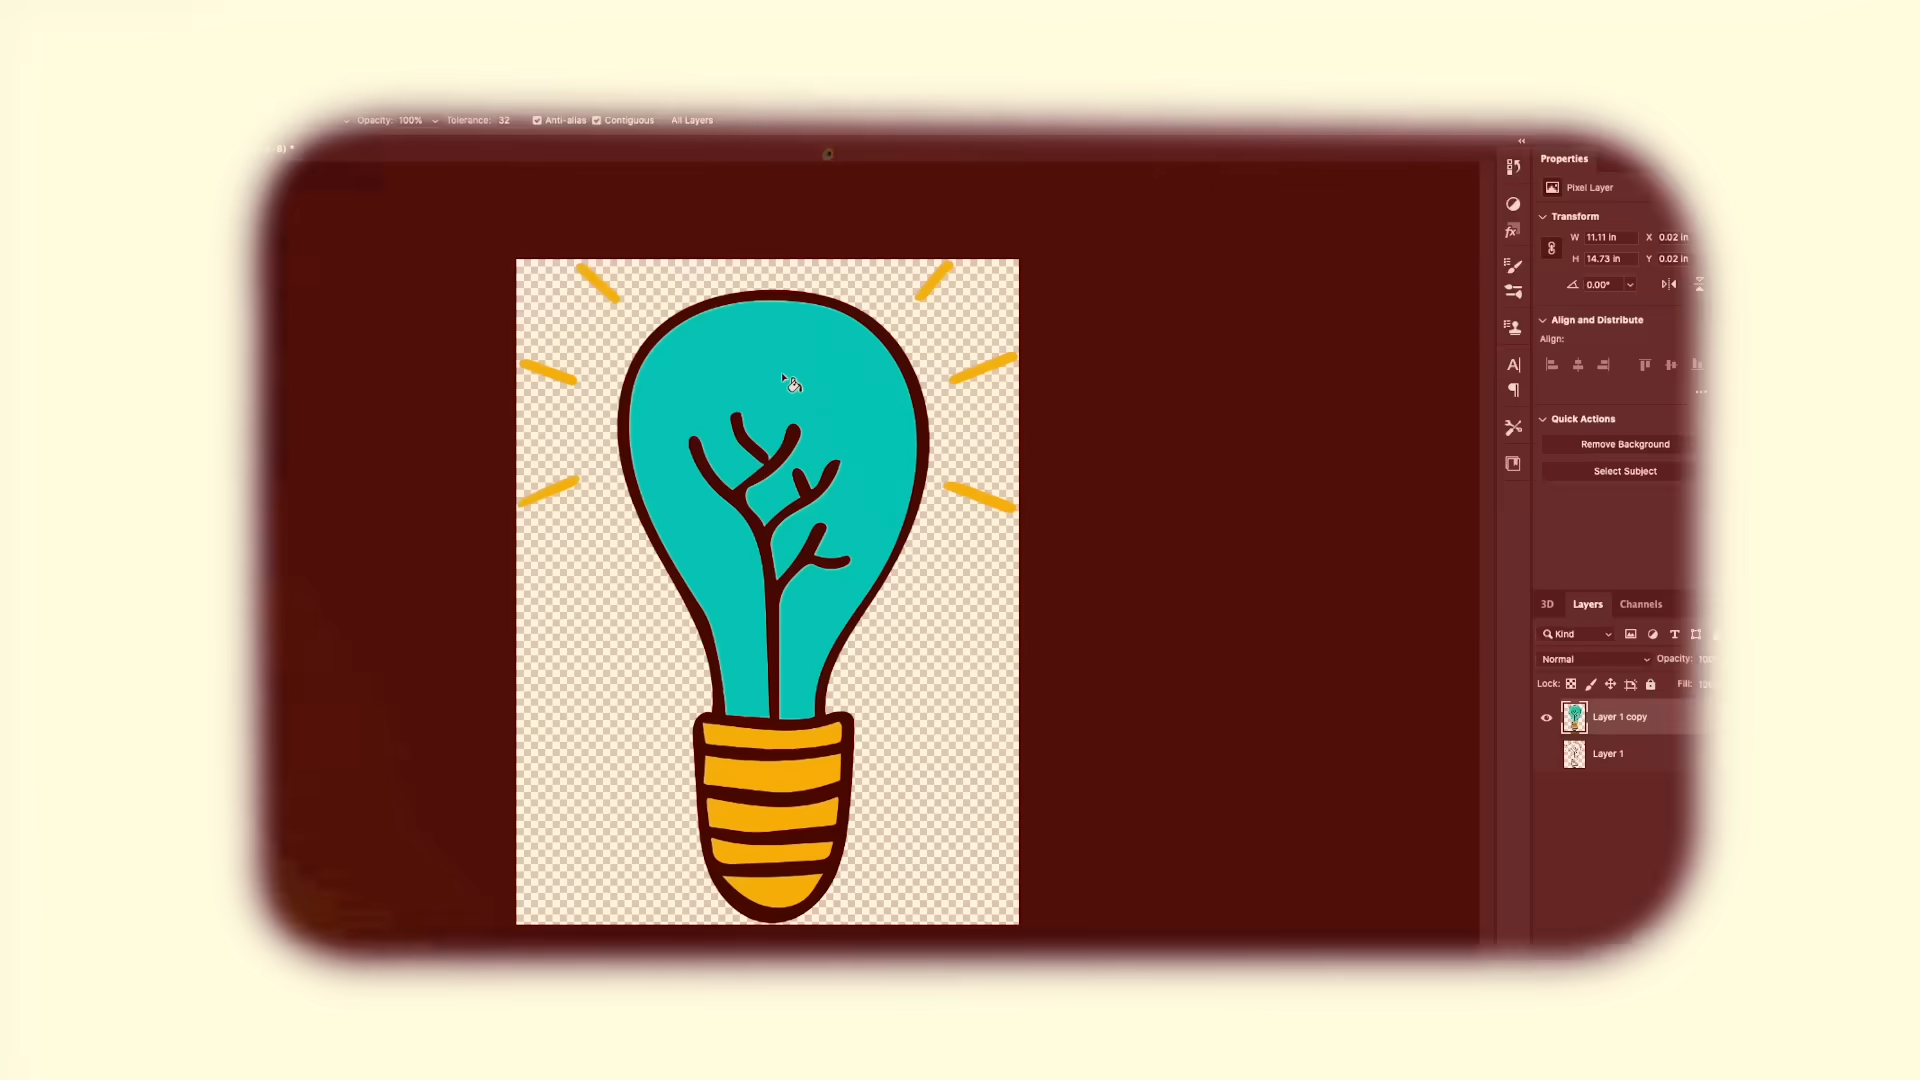 Opacity: 100% Tolerance: 32 Anti-alias Contiguous All Layers
8) *
Properties
Pixel Layer
Transform
W 11.11 in X 0.02 in
H 14.73 in Y 0.02 in
0.00°
Align and Distribute
Align:
Quick Actions
Remove Background
Select Subject
3D Layers Channels
Kind
Normal Opacity:
Lock: Fill:
Layer 1 copy
Layer 1